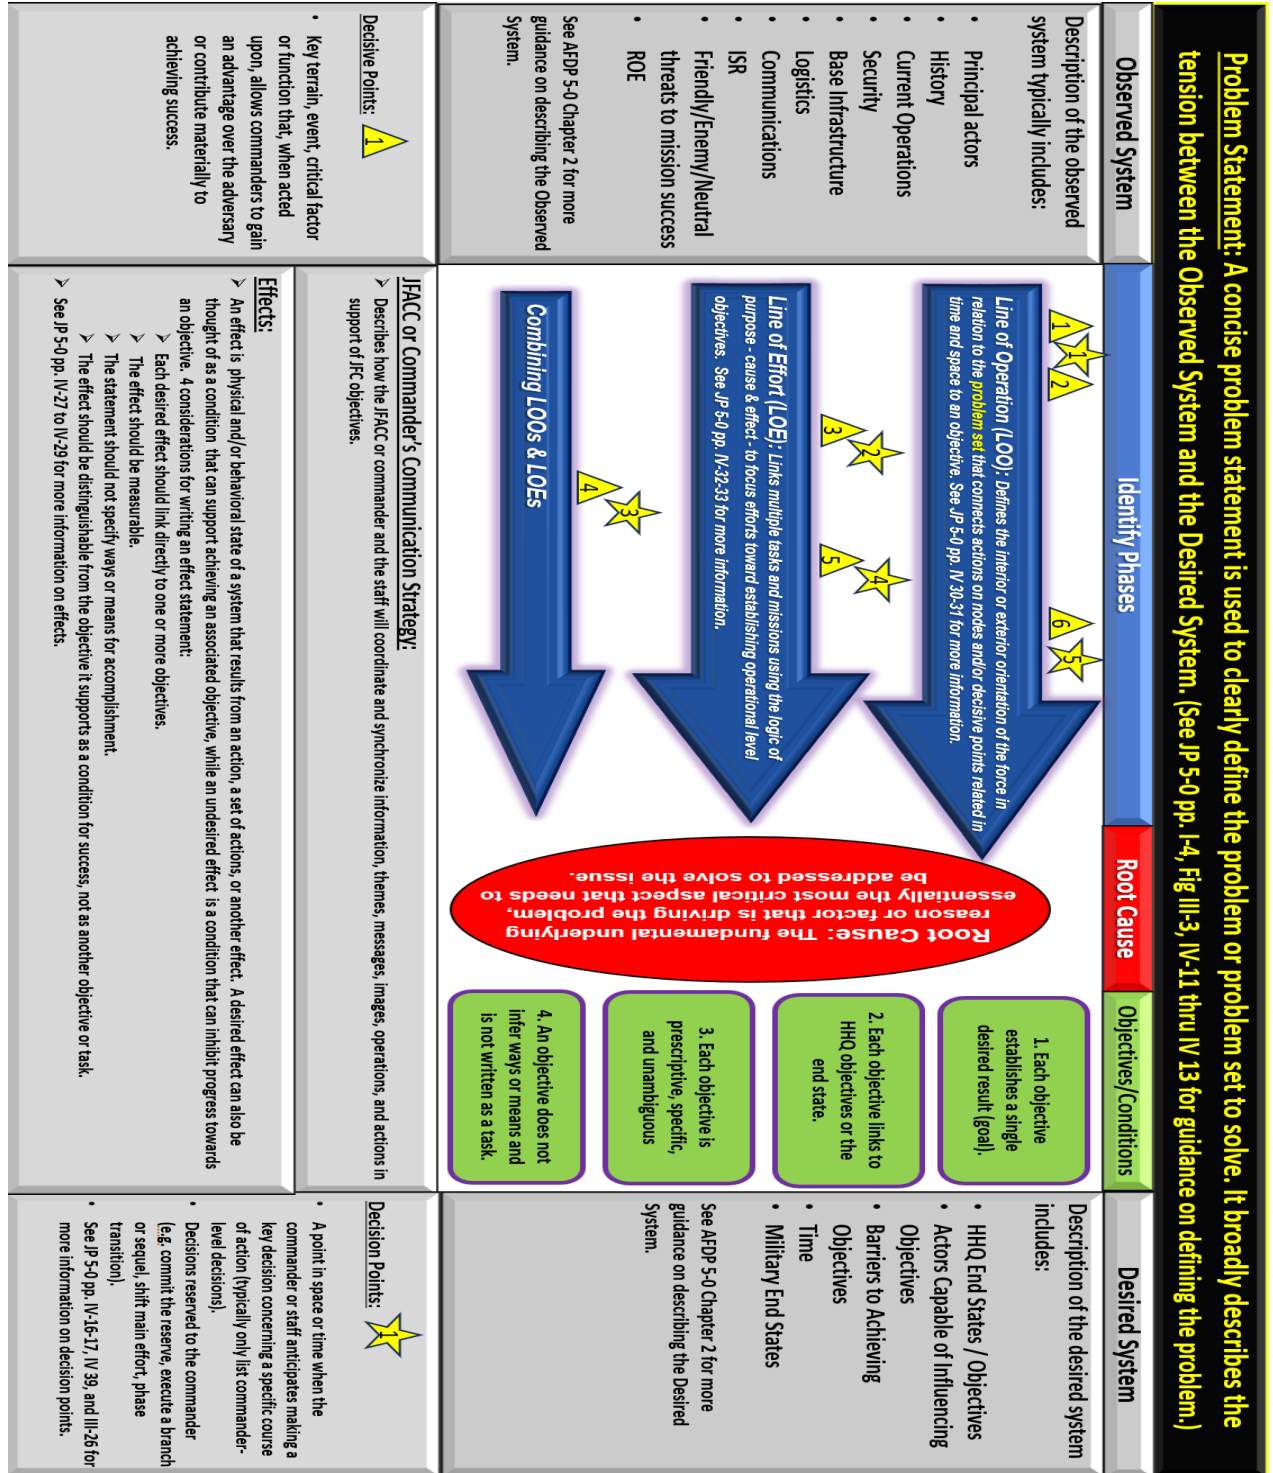 Problem Statement: A concise problem statement is used to clearly define the problem or problem set to solve. It broadly describes the
tension between the Observed System and the Desired System. (See JP 5-0 pp. I-4, Fig III-3, IV-11 thru IV 13 for guidance on defining the problem.)
Observed System
Identify Phases
Root Cause
Objectives/Conditions
Desired System
Description of the observed
system typically includes:
• Principal actors
• History
• Current Operations
• Security
• Base Infrastructure
• Logistics
• Communications
• ISR
• Friendly/Enemy/Neutral
threats to mission success
• ROE
See AFDP 5-0 Chapter 2 for more
guidance on describing the Observed
System.
1
1
2
6
5
Line of Operation (LOO): Defines the interior or exterior orientation of the force in
relation to the problem set that connects actions on nodes and/or decisive points related in
time and space to an objective. See JP 5-0 pp. IV 30-31 for more information.
3
2
5
4
Line of Effort (LOE): Links multiple tasks and missions using the logic of
purpose - cause & effect - to focus efforts toward establishing operational level
objectives. See JP 5-0 pp. IV-32-33 for more information.
4
3
Combining LOOs & LOEs
Root Cause: The fundamental underlying
reason or factor that is driving the problem,
essentially the most critical aspect that needs to
be addressed to solve the issue.
1. Each objective
establishes a single
desired result (goal).
2. Each objective links to
HHQ objectives or the
end state.
3. Each objective is
prescriptive, specific,
and unambiguous
4. An objective does not
infer ways or means and
is not written as a task.
Description of the desired system
includes:
• HHQ End States / Objectives
• Actors Capable of Influencing
Objectives
• Barriers to Achieving
Objectives
• Time
• Military End States
See AFDP 5-0 Chapter 2 for more
guidance on describing the Desired
System.
Decisive Points: 1
• Key terrain, event, critical factor
or function that, when acted
upon, allows commanders to gain
an advantage over the adversary
or contribute materially to
achieving success.
JFACC or Commander's Communication Strategy:
➢ Describes how the JFACC or commander and the staff will coordinate and synchronize information, themes, messages, images, operations, and actions in
support of JFC objectives.
Effects:
➢ An effect is physical and/or behavioral state of a system that results from an action, a set of actions, or another effect. A desired effect can also be
thought of as a condition that can support achieving an associated objective, while an undesired effect is a condition that can inhibit progress towards
an objective. 4 considerations for writing an effect statement:
➢ Each desired effect should link directly to one or more objectives.
➢ The effect should be measurable.
➢ The statement should not specify ways or means for accomplishment.
➢ The effect should be distinguishable from the objective it supports as a condition for success, not as another objective or task.
➢ See JP 5-0 pp. IV-27 to IV-29 for more information on effects.
Decision Points: 1
• A point in space or time when the
commander or staff anticipates making a
key decision concerning a specific course
of action (typically only list commander-
level decisions).
• Decisions reserved to the commander
(e.g. commit the reserve, execute a branch
or sequel, shift main effort, phase
transition).
• See JP 5-0 pp. IV-16-17, IV 39, and III-26 for
more information on decision points.